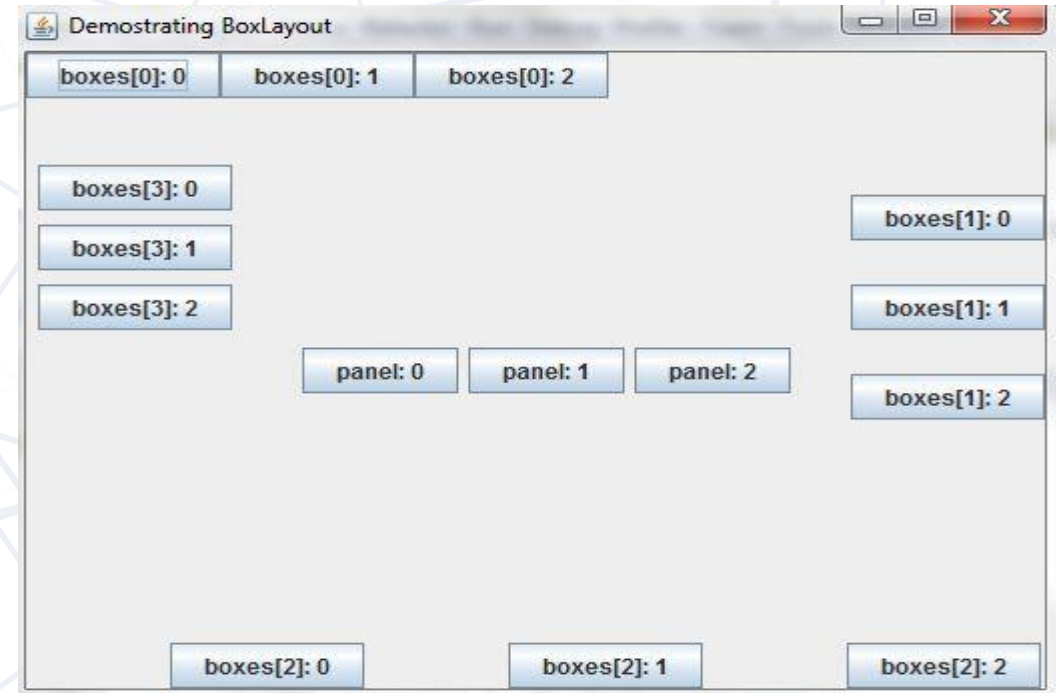 Demostrating BoxLayout
boxes[0]: 0 boxes[0]: 1 boxes[0]: 2
boxes[3]: 0
boxes[1]: 0
boxes[3]: 1
boxes[3]: 2
boxes[1]: 1
panel: 0 panel: 1 panel: 2
boxes[1]: 2
boxes[2]: 0 boxes[2]: 1 boxes[2]: 2